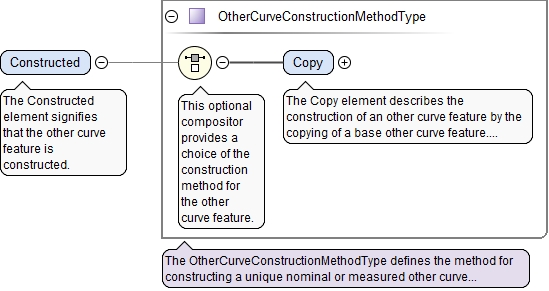 OtherCurveConstructionMethodType
Constructed
Copy
The Constructed
element signifies
that the other curve
feature is
constructed.
This optional
compositor
provides a
choice of the
construction
method for
the other
curve feature.
The Copy element describes the
construction of an other curve feature by the
copying of a base other curve feature....
The OtherCurveConstructionMethodType defines the method for
constructing a unique nominal or measured other curve...